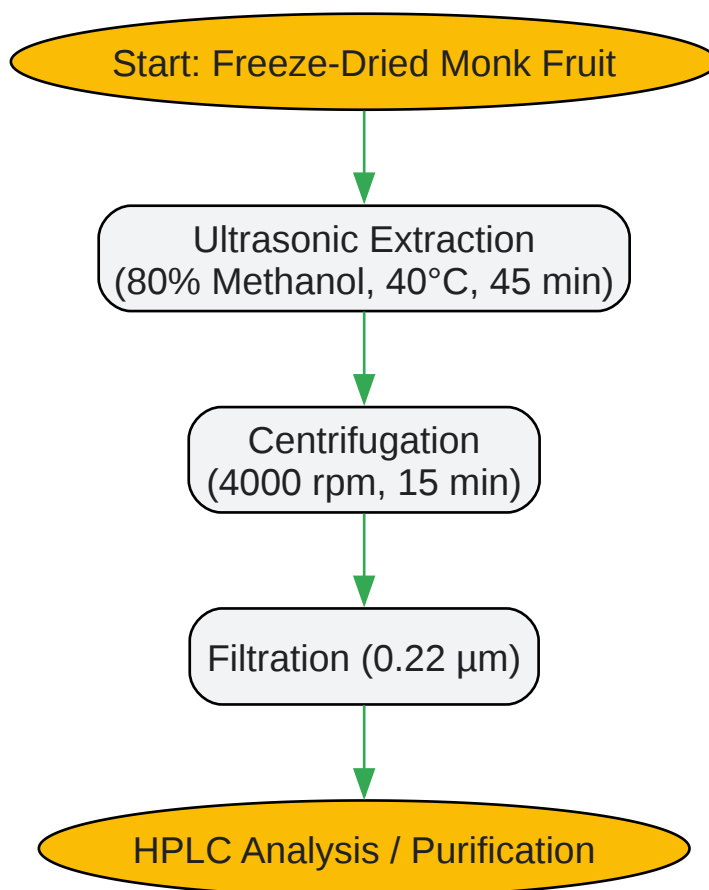 Start: Freeze-Dried Monk Fruit
Ultrasonic Extraction
(80% Methanol, 40°C, 45 min)
Centrifugation
(4000 rpm, 15 min)
Filtration (0.22 µm)
HPLC Analysis / Purification